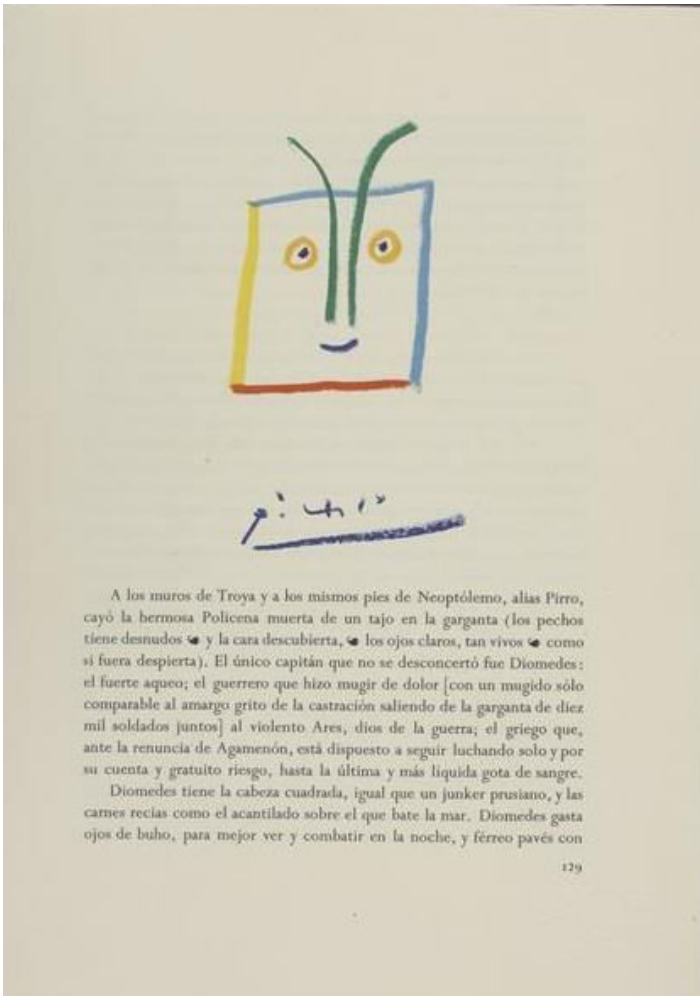 A los muros de Troya y a los mismos pies de Neoptólemo, alias Pirro,
cayó la hermosa Policena muerta de un tajo en la garganta (los pechos
tiene desnudos y la cara descubierta, los ojos claros, tan vivos como
si fuera despierta). El único capitán que no se desconcertó fue Diomedes:
el fuerte aqueo; el guerrero que hizo mugir de dolor [con un mugido sólo
comparable al amargo grito de la castración saliendo de la garganta de diez
mil soldados juntos] al violento Ares, dios de la guerra; el griego que,
ante la renuncia de Agamenón, está dispuesto a seguir luchando solo y por
su cuenta y gratuito riesgo, hasta la última y más líquida gota de sangre.
Diomedes tiene la cabeza cuadrada, igual que un junker prusiano, y las
carnes recias como el acantilado sobre el que bate la mar. Diomedes gasta
ojos de buho, para mejor ver y combatir en la noche, y férreo pavés con
129